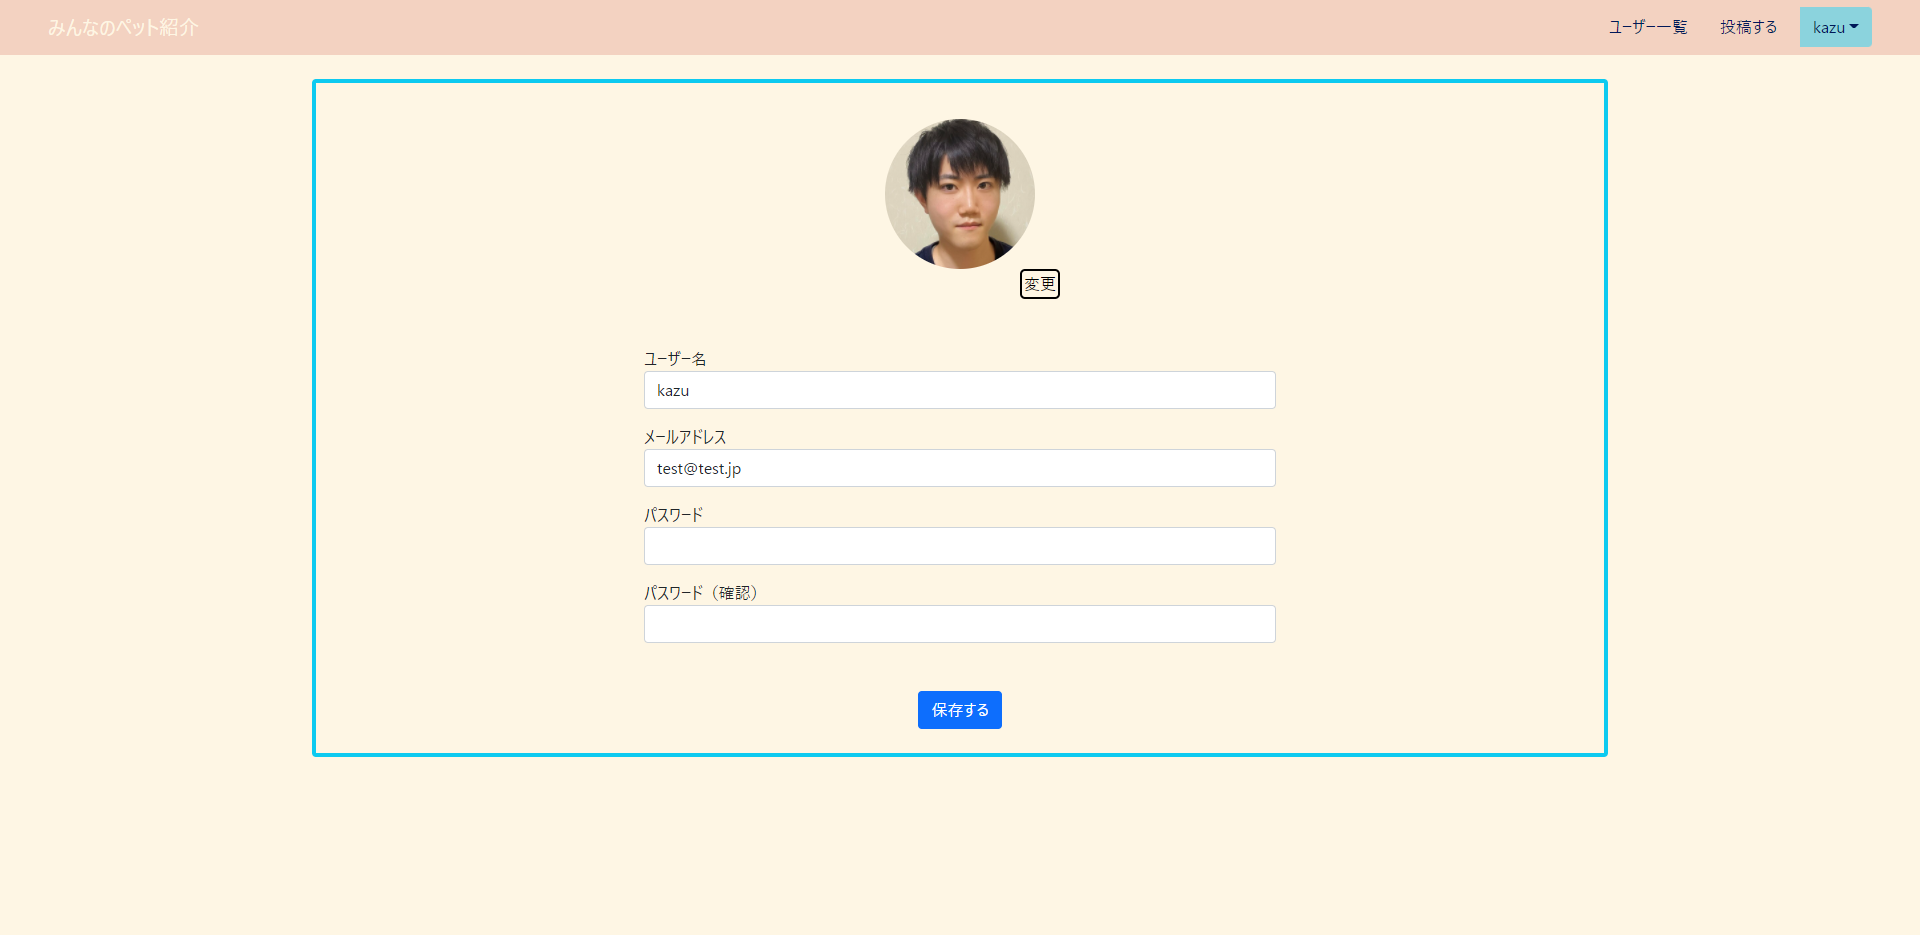 みんなのペット紹介
ユーザー一覧 投稿する kazu
変更
ユーザー名
kazu
メールアドレス
test@test.jp
パスワード
パスワード（確認）
保存する